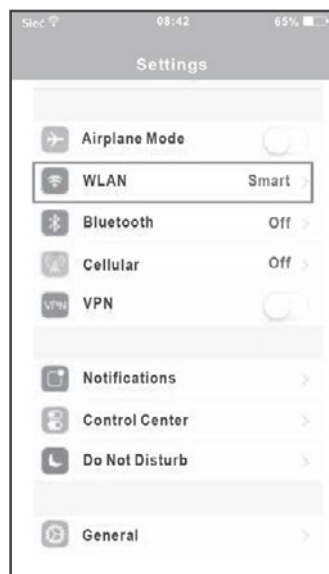 Sieć 08:42 65%
Settings
Airplane Mode
WLAN Smart
Bluetooth Off
Cellular Off
VPN VPN
Notifications
Control Center
Do Not Disturb
General